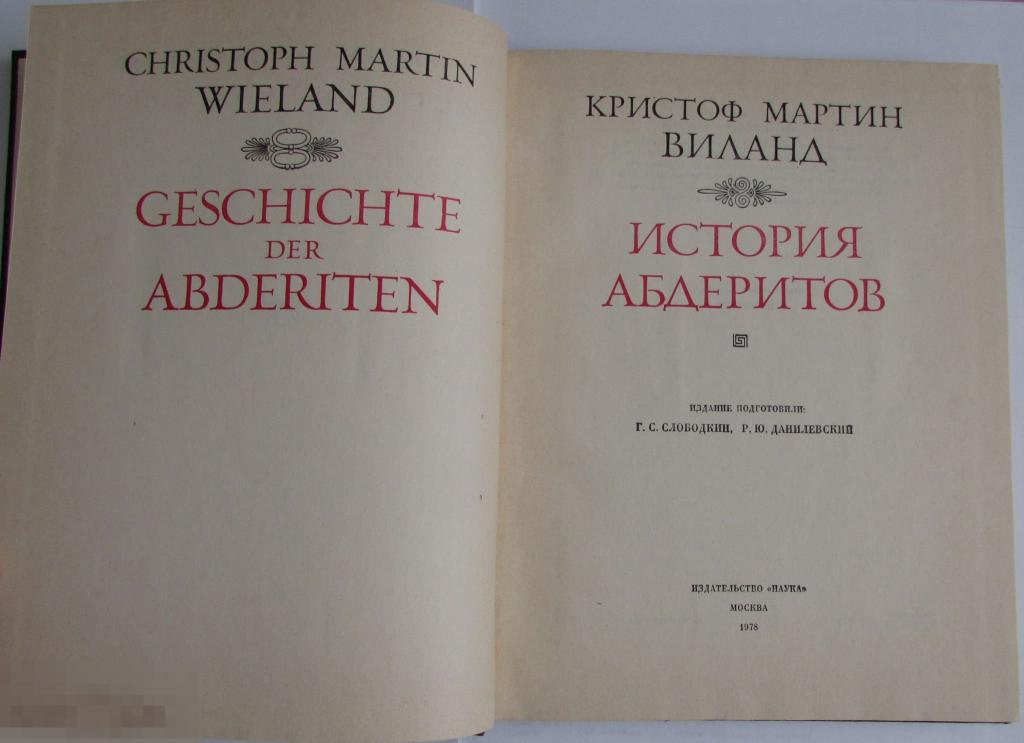 CHRISTOPH MARTIN
WIELAND
GESCHICHTE
DER
ABDERITEN
КРИСТОФ МАРТИН
ВИЛАНД
ИСТОРИЯ
АБДЕРИТОВ
ИЗДАНИЕ ПОДГОТОВИЛИ:
Г. С. СЛОБОДКИН, Р. Ю. ДАНИЛЕВСКИЙ
ИЗДАТЕЛЬСТВО «НАУКА»
МОСКВА
1978